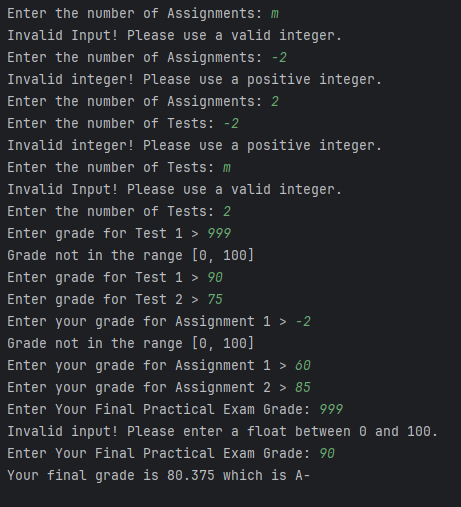 Enter the number of Assignments: m
Invalid Input! Please use a valid integer.
Enter the number of Assignments: -2
Invalid integer! Please use a positive integer.
Enter the number of Assignments: 2
Enter the number of Tests: -2
Invalid integer! Please use a positive integer.
Enter the number of Tests: m
Invalid Input! Please use a valid integer.
Enter the number of Tests: 2
Enter grade for Test 1 > 999
Grade not in the range [0, 100]
Enter grade for Test 1 > 90
Enter grade for Test 2 > 75
Enter your grade for Assignment 1 > -2
Grade not in the range [0, 100]
Enter your grade for Assignment 1 > 60
Enter your grade for Assignment 2 > 85
Enter Your Final Practical Exam Grade: 999
Invalid input! Please enter a float between 0 and 100.
Enter Your Final Practical Exam Grade: 90
Your final grade is 80.375 which is A-